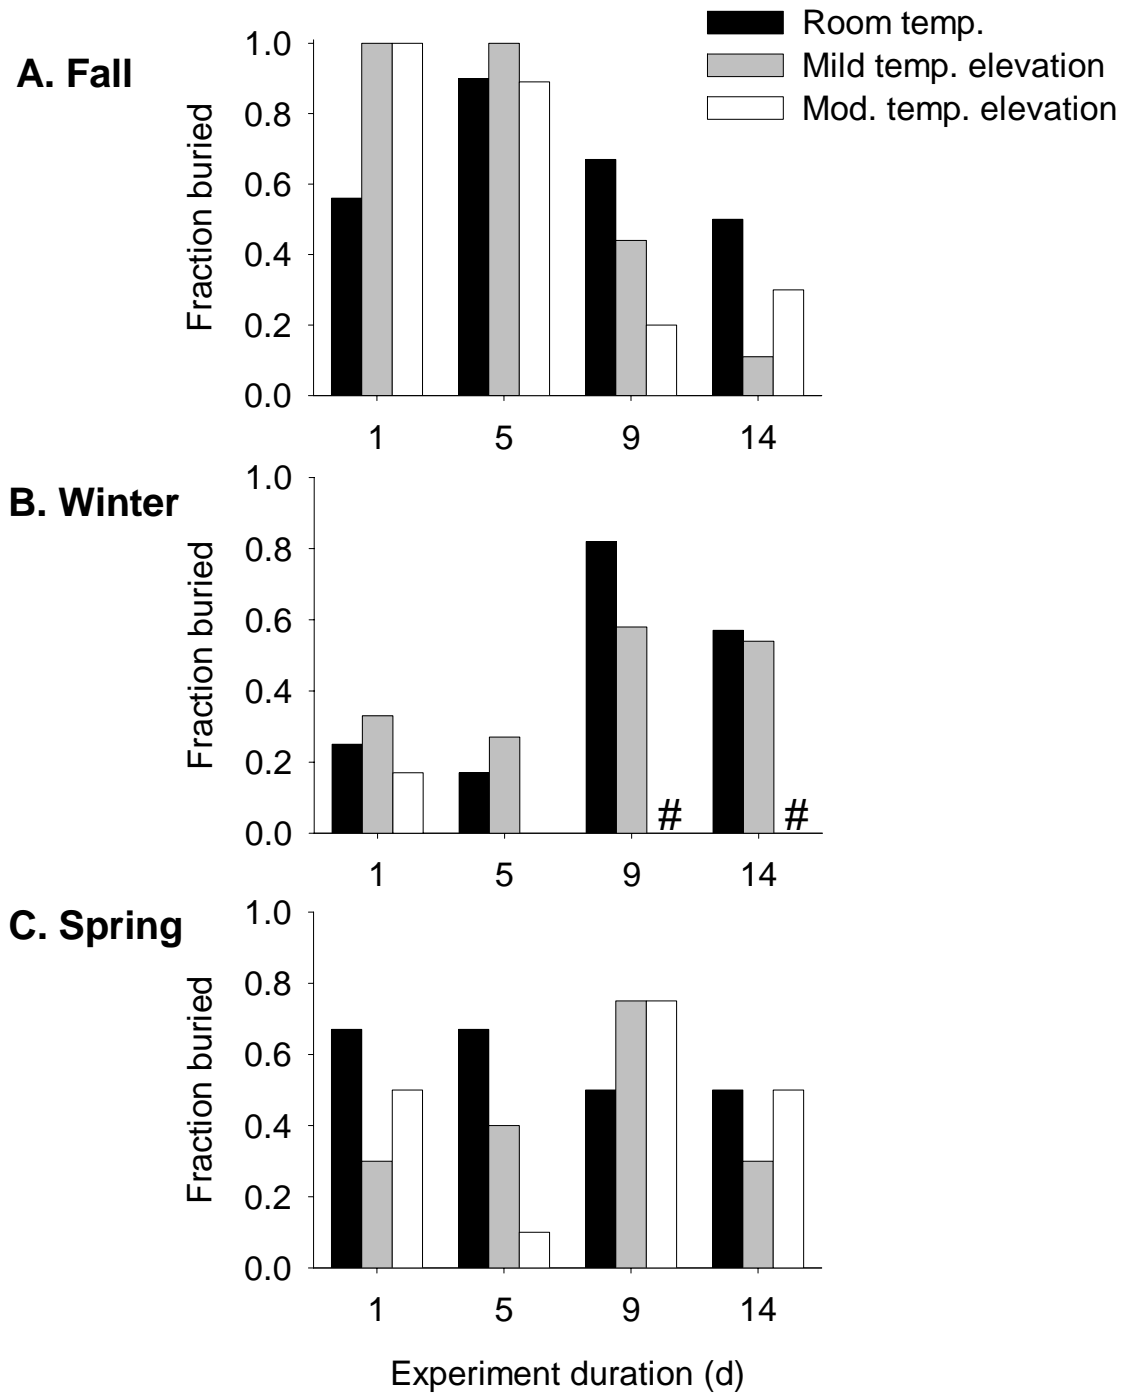 Room temp.
Mild temp. elevation
Mod. temp. elevation
A. Fall
Fraction buried
1.0
0.8
0.6
0.4
0.2
0.0
1 5 9 14
B. Winter
Fraction buried
1.0
0.8
0.6
0.4
0.2
0.0
# #
1 5 9 14
C. Spring
Fraction buried
1.0
0.8
0.6
0.4
0.2
0.0
1 5 9 14
Experiment duration (d)